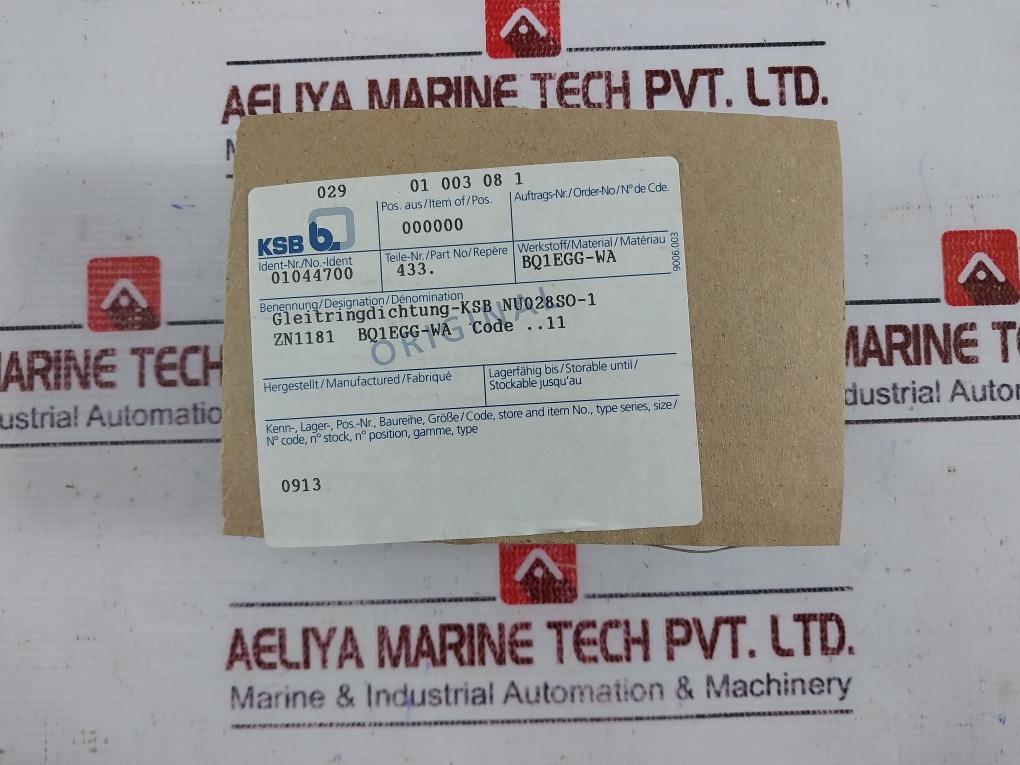 AELIYA MARINE TECH PVT. LTD.
029 01 003 08 1
KSB b.
Pos. aus/Item of/Pos.
000000
Auftrags-Nr./Order-No/N° de Cde.
Ident-Nr./No.-Ident
01044700
Teile-Nr./Part No/Repère
433.
Werkstoff/Material/Matériau
BQ1EGG-WA
9006.003
Benennung/Designation/Dénomination
Gleitringdichtung-KSB NU028SO-1
ZN1181 BQ1EGG-WA Code ..11
ORIGINAL
Hergestellt/Manufactured/Fabriqué
Lagerfähig bis/Storable until/
Stockable jusqu'au
Kenn-, Lager-, Pos.-Nr., Baureihe, Größe/Code, store and item No., type series, size/
N° code, n° stock, n° position, gamme, type
0913
ARINE TECH
ustrial Automatio
ARINE T
dustrial Autom
AELIYA MARINE TECH PVT. LTD.
Marine & Industrial Automation & Machinery